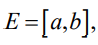 E = [a,b],